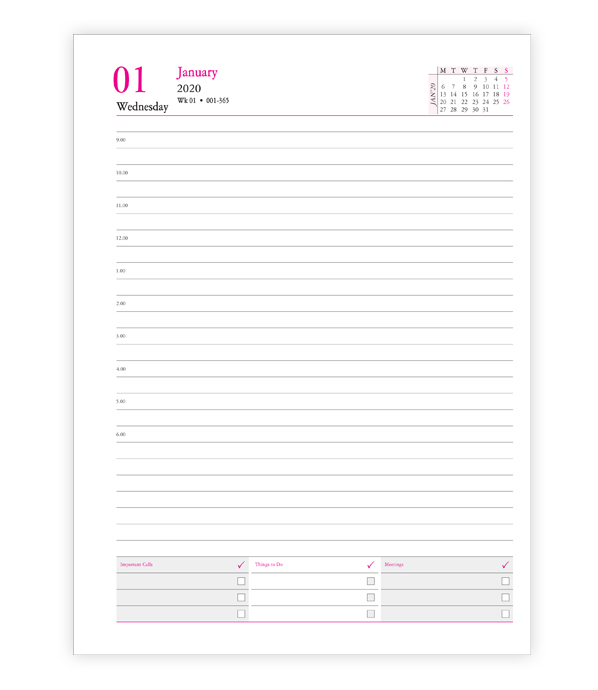 01
January
2020
Wk 01 • 001-365
Wednesday
JAN'20
M T W T F S S
1 2 3 4 5
6 7 8 9 10 11 12
13 14 15 16 17 18 19
20 21 22 23 24 25 26
27 28 29 30 31
9.00
10.00
11.00
12.00
1.00
2.00
3.00
4.00
5.00
6.00
Important Calls ✓ Things to Do ✓ Meetings ✓